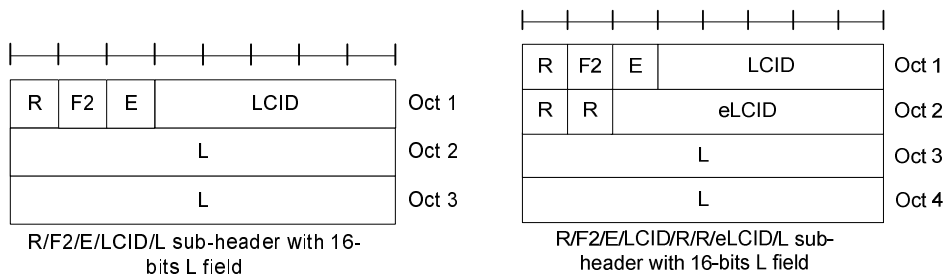 R F2 E LCID Oct 1
L Oct 2
L Oct 3
R/F2/E/LCID/L sub-header with 16-
bits L field
R F2 E LCID Oct 1
R R eLCID Oct 2
L Oct 3
L Oct 4
R/F2/E/LCID/R/R/eLCID/L sub-
header with 16-bits L field